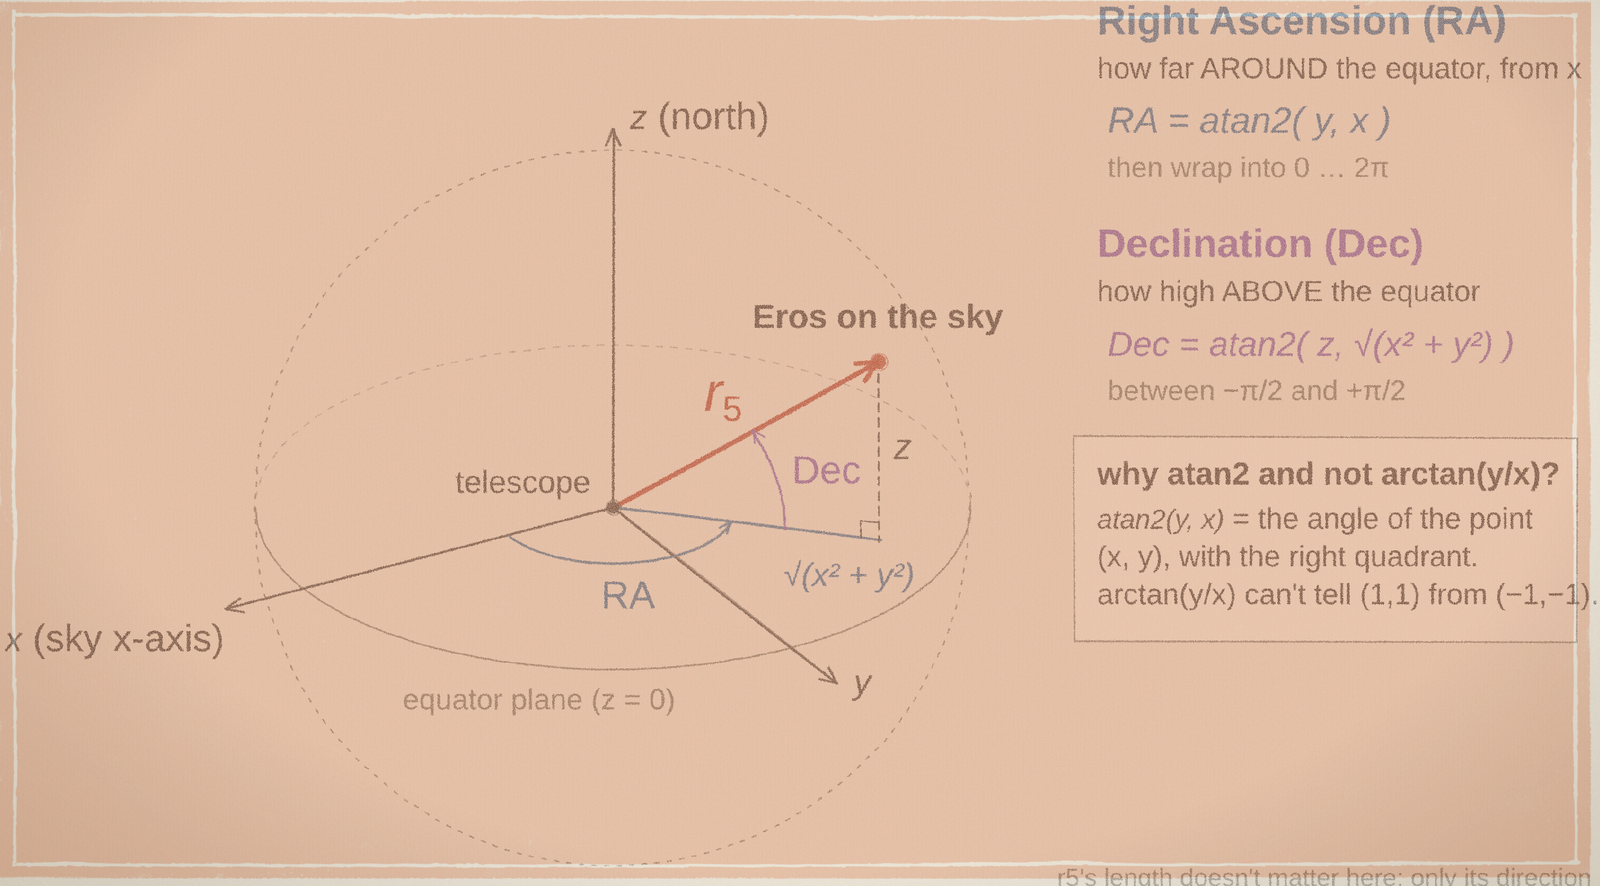 Right Ascension (RA)
how far AROUND the equator, from x
RA = atan2( y, x )
then wrap into 0 … 2π
Declination (Dec)
how high ABOVE the equator
Dec = atan2( z, √(x² + y²) )
between −π/2 and +π/2
why atan2 and not arctan(y/x)?
atan2(y, x) = the angle of the point
(x, y), with the right quadrant.
arctan(y/x) can't tell (1,1) from (−1,−1).
z (north)
Eros on the sky
r₅
z
Dec
telescope
√(x² + y²)
RA
x (sky x-axis)
y
equator plane (z = 0)
r5's length doesn't matter here; only its direction